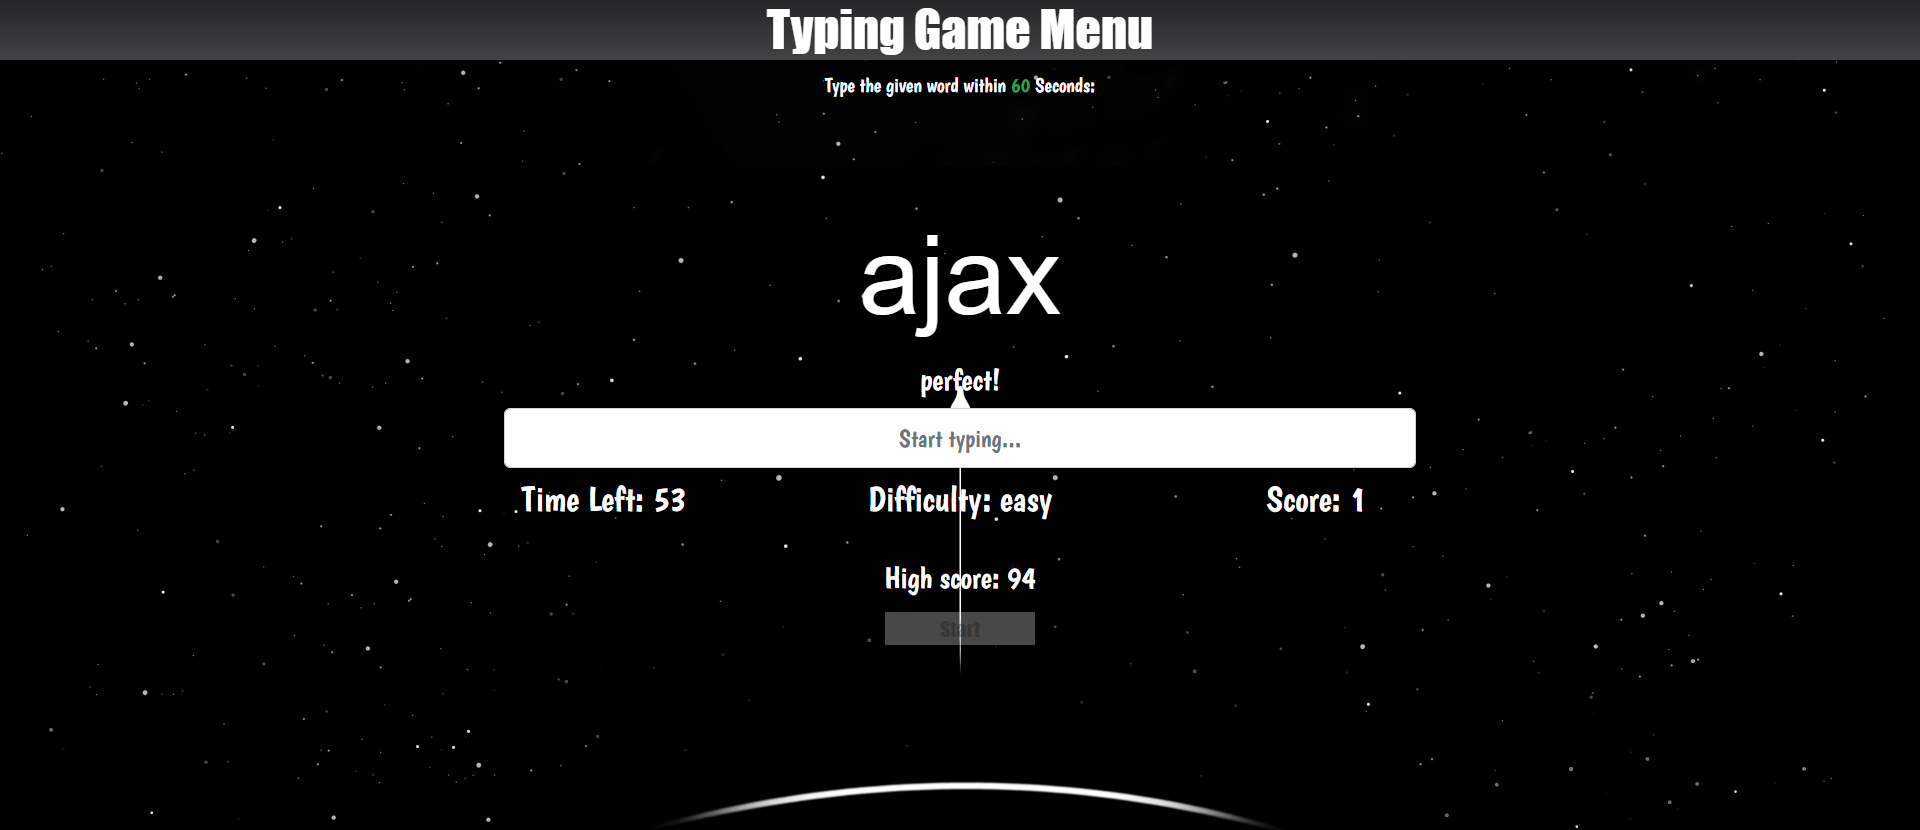 Typing Game Menu
Type the given word within 60 Seconds:
ajax
perfect!
Start typing...
Time Left: 53 Difficulty: easy Score: 1
High score: 94
Start